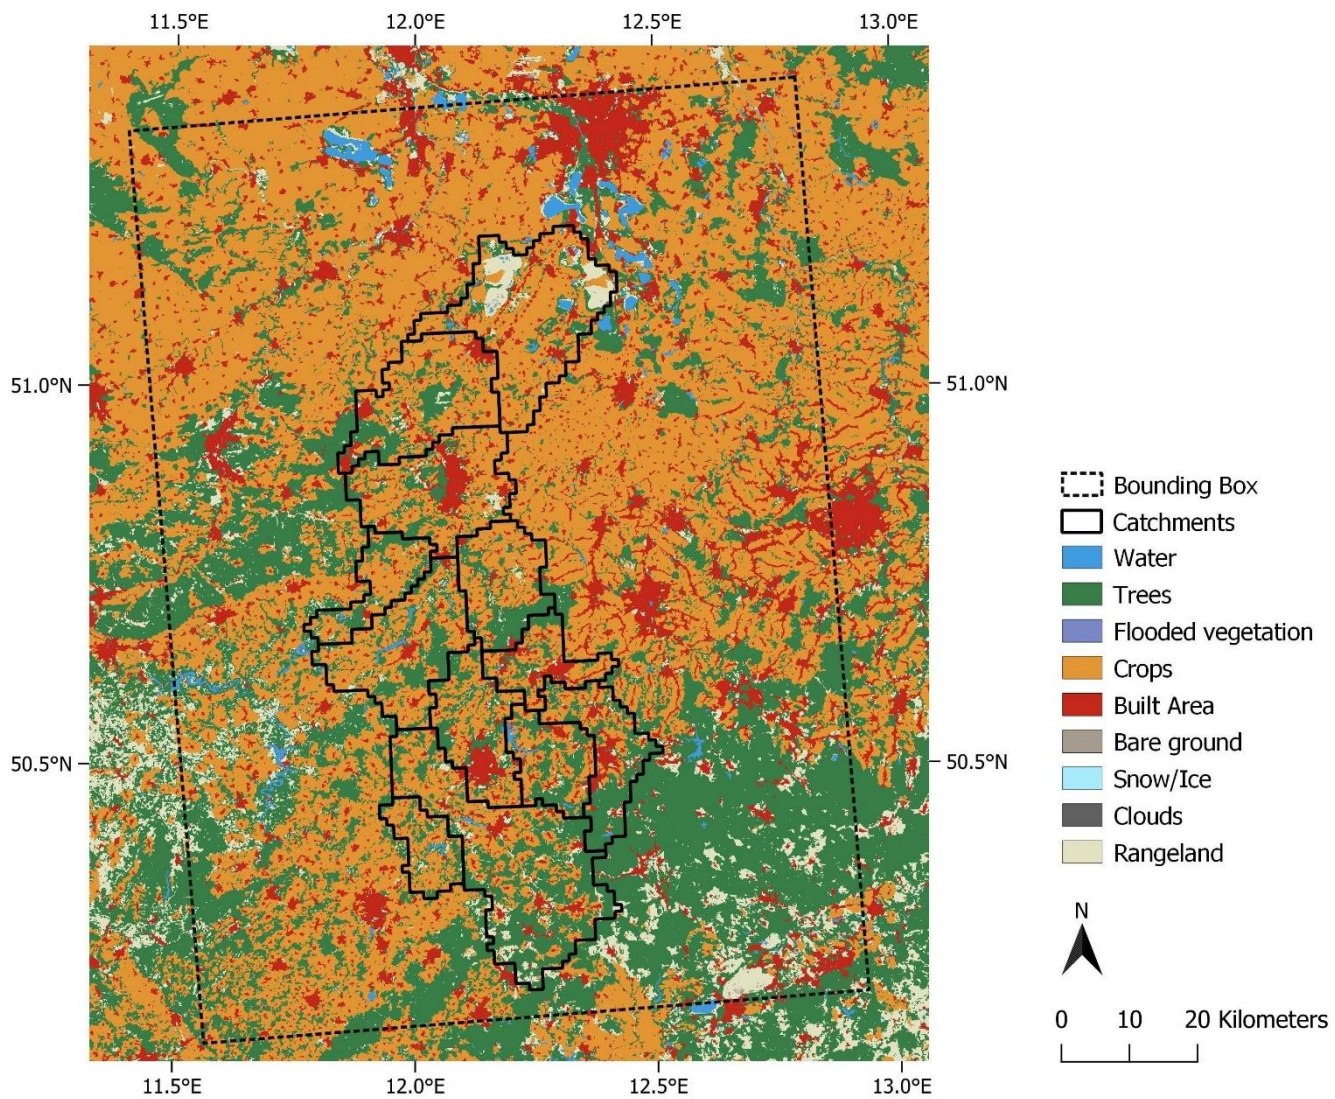 11.5°E 12.0°E 12.5°E 13.0°E
51.0°N 51.0°N
Bounding Box
Catchments
Water
Trees
Flooded vegetation
Crops
Built Area
50.5°N 50.5°N
Bare ground
Snow/Ice
Clouds
Rangeland
N
0 10 20 Kilometers
11.5°E 12.0°E 12.5°E 13.0°E